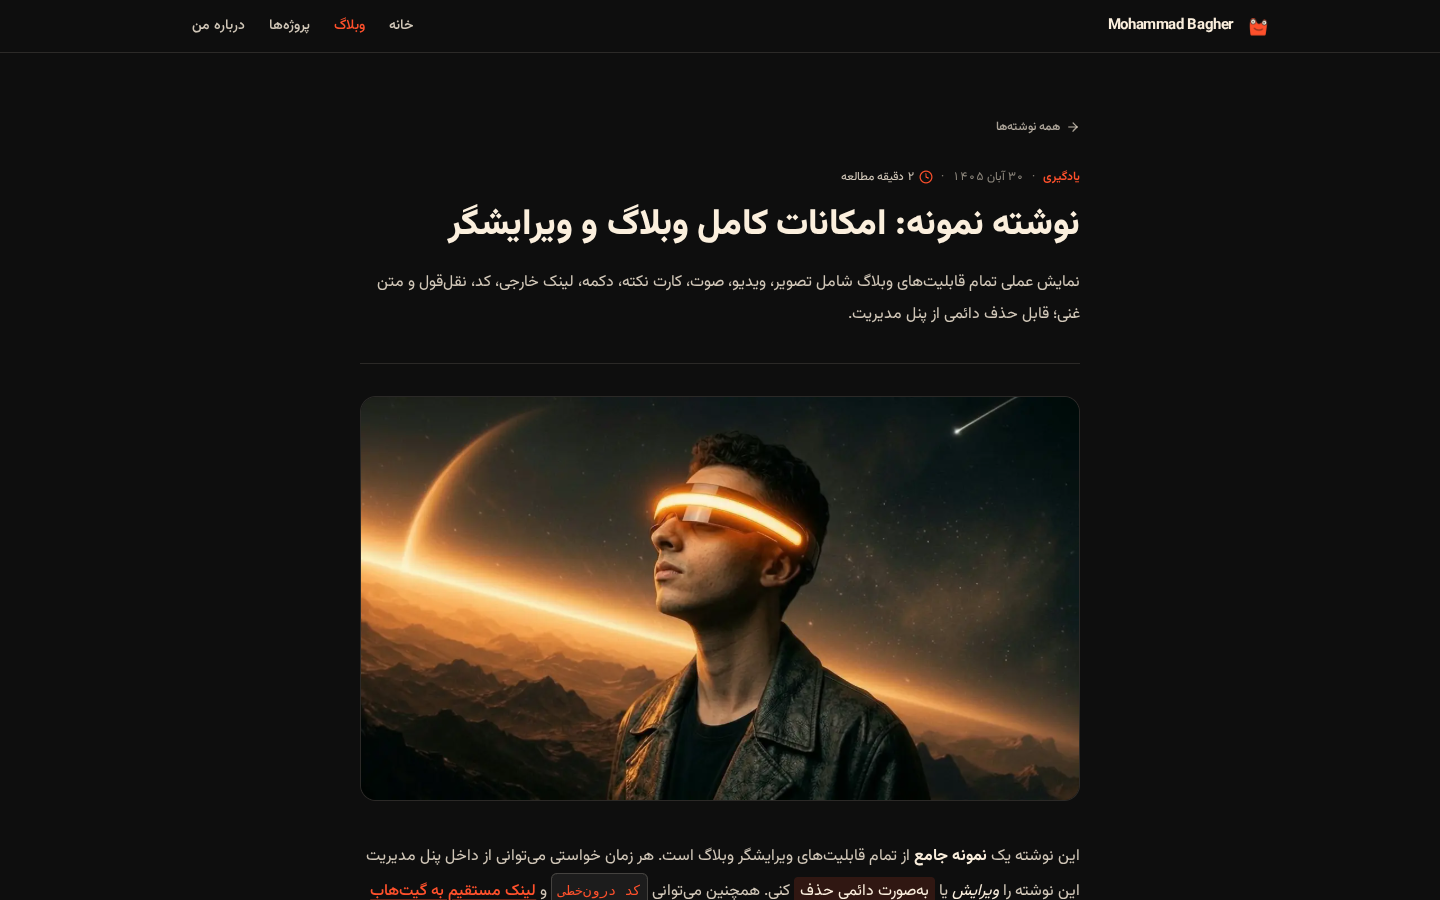 Mohammad Bagher
خانه وبلاگ پروژه‌ها درباره من
همه نوشته‌ها
یادگیری · ۳۰ آبان ۱۴۰۵ · ۲ دقیقه مطالعه
نوشته نمونه: امکانات کامل وبلاگ و ویرایشگر
نمایش عملی تمام قابلیت‌های وبلاگ شامل تصویر، ویدیو، صوت، کارت نکته، دکمه، لینک خارجی، کد، نقل‌قول و متن
غنی؛ قابل حذف دائمی از پنل مدیریت.
این نوشته یک نمونه جامع از تمام قابلیت‌های ویرایشگر وبلاگ است. هر زمان خواستی می‌توانی از داخل پنل مدیریت
این نوشته را ویرایش یا به‌صورت دائمی حذف کنی. همچنین می‌توانی کد درون‌خطی و لینک مستقیم به گیت‌هاب